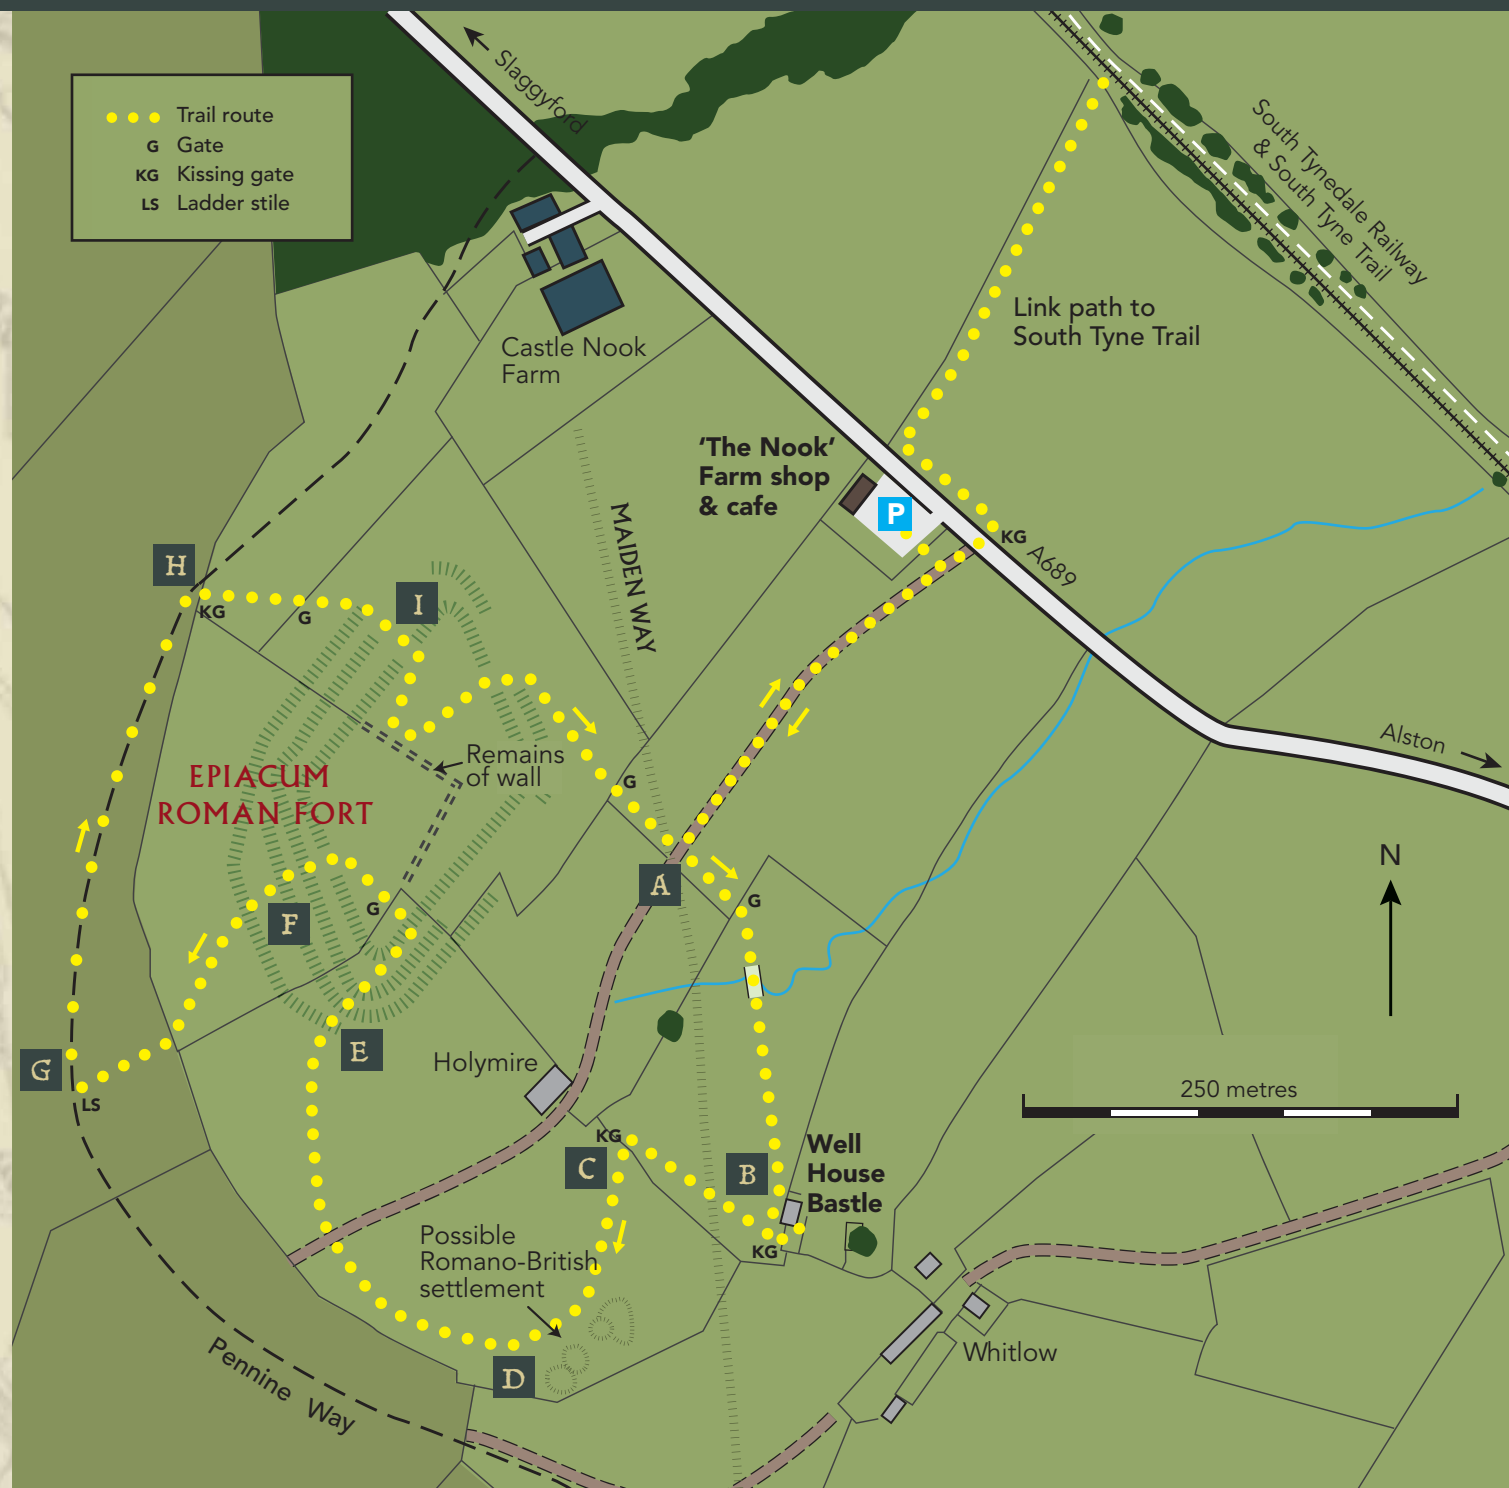 Trail route
G Gate
KG Kissing gate
LS Ladder stile
Slaggyford
South Tynedale Railway
& South Tyne Trail
Link path to
South Tyne Trail
Castle Nook
Farm
‘The Nook’
Farm shop
& cafe
P
KG
A689
MAIDEN WAY
H
KG
G
I
Remains
of wall
EPIACUM
ROMAN FORT
G
Alston
N
A
G
G
F
E
G
LS
Holymire
250 metres
KG
C
B
Well
House
Bastle
KG
Possible
Romano-British
settlement
D
Whitlow
Pennine Way